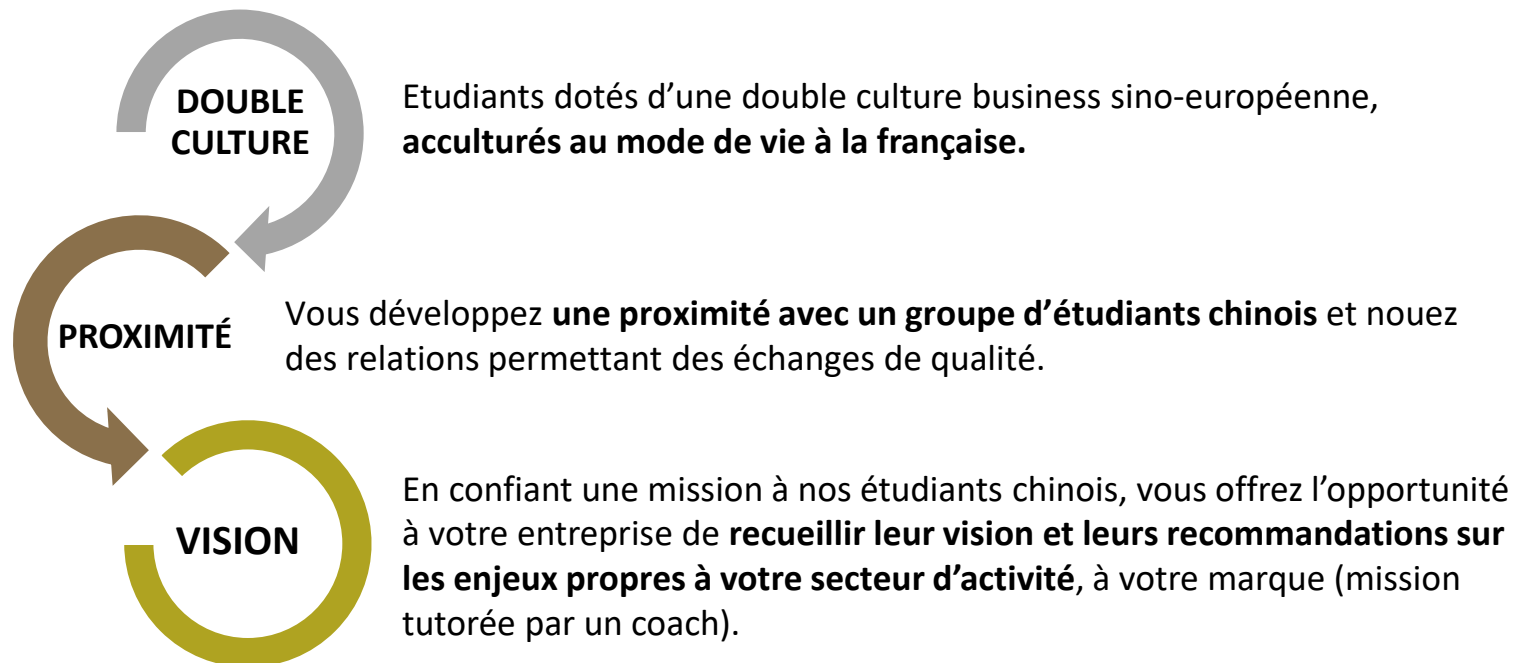 DOUBLE
CULTURE
Etudiants dotés d’une double culture business sino-européenne,
acculturés au mode de vie à la française.
PROXIMITÉ
Vous développez une proximité avec un groupe d’étudiants chinois et nouez
des relations permettant des échanges de qualité.
VISION
En confiant une mission à nos étudiants chinois, vous offrez l’opportunité
à votre entreprise de recueillir leur vision et leurs recommandations sur
les enjeux propres à votre secteur d’activité, à votre marque (mission
tutorée par un coach).